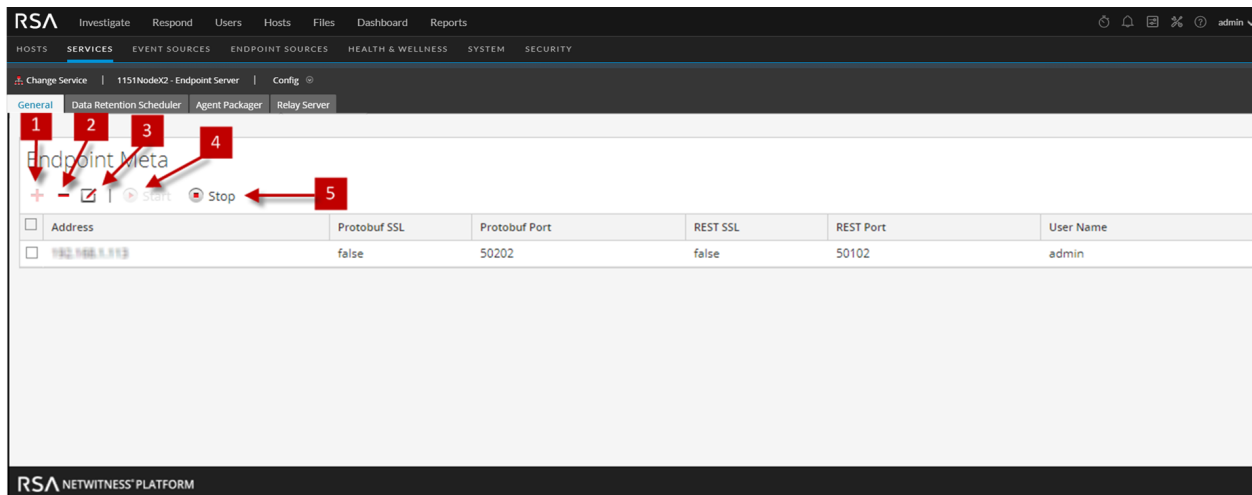 RSA Investigate Respond Users Hosts Files Dashboard Reports admin
HOSTS SERVICES EVENT SOURCES ENDPOINT SOURCES HEALTH & WELLNESS SYSTEM SECURITY
Change Service | 1151NodeX2 - Endpoint Server | Config
General Data Retention Scheduler Agent Packager Relay Server
1 2 3 4
Endpoint Meta
Start Stop 5
Address Protobuf SSL Protobuf Port REST SSL REST Port User Name
false 50202 false 50102 admin
RSA NETWITNESS® PLATFORM